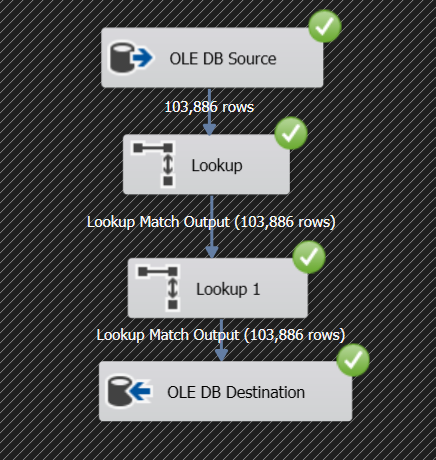 OLE DB Source
103,886 rows
Lookup
Lookup Match Output (103,886 rows)
Lookup 1
Lookup Match Output (103,886 rows)
OLE DB Destination